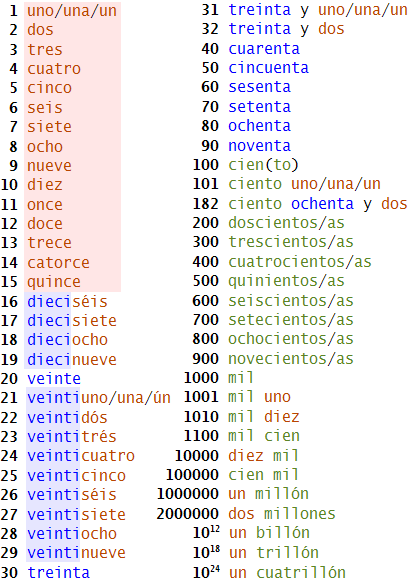 1 uno/una/un
2 dos
3 tres
4 cuatro
5 cinco
6 seis
7 siete
8 ocho
9 nueve
10 diez
11 once
12 doce
13 trece
14 catorce
15 quince
16 dieciséis
17 diecisiete
18 dieciocho
19 diecinueve
20 veinte
21 veintiuno/una/ún
22 veintidós
23 veintitrés
24 veinticuatro
25 veinticinco
26 veintiséis
27 veintisiete
28 veintiocho
29 veintinueve
30 treinta
31 treinta y uno/una/un
32 treinta y dos
40 cuarenta
50 cincuenta
60 sesenta
70 setenta
80 ochenta
90 noventa
100 cien(to)
101 ciento uno/una/un
182 ciento ochenta y dos
200 doscientos/as
300 trescientos/as
400 cuatrocientos/as
500 quinientos/as
600 seiscientos/as
700 setecientos/as
800 ochocientos/as
900 novecientos/as
1000 mil
1001 mil uno
1010 mil diez
1100 mil cien
10000 diez mil
100000 cien mil
1000000 un millón
2000000 dos millones
10¹² un billón
10¹⁸ un trillón
10²⁴ un cuatrillón